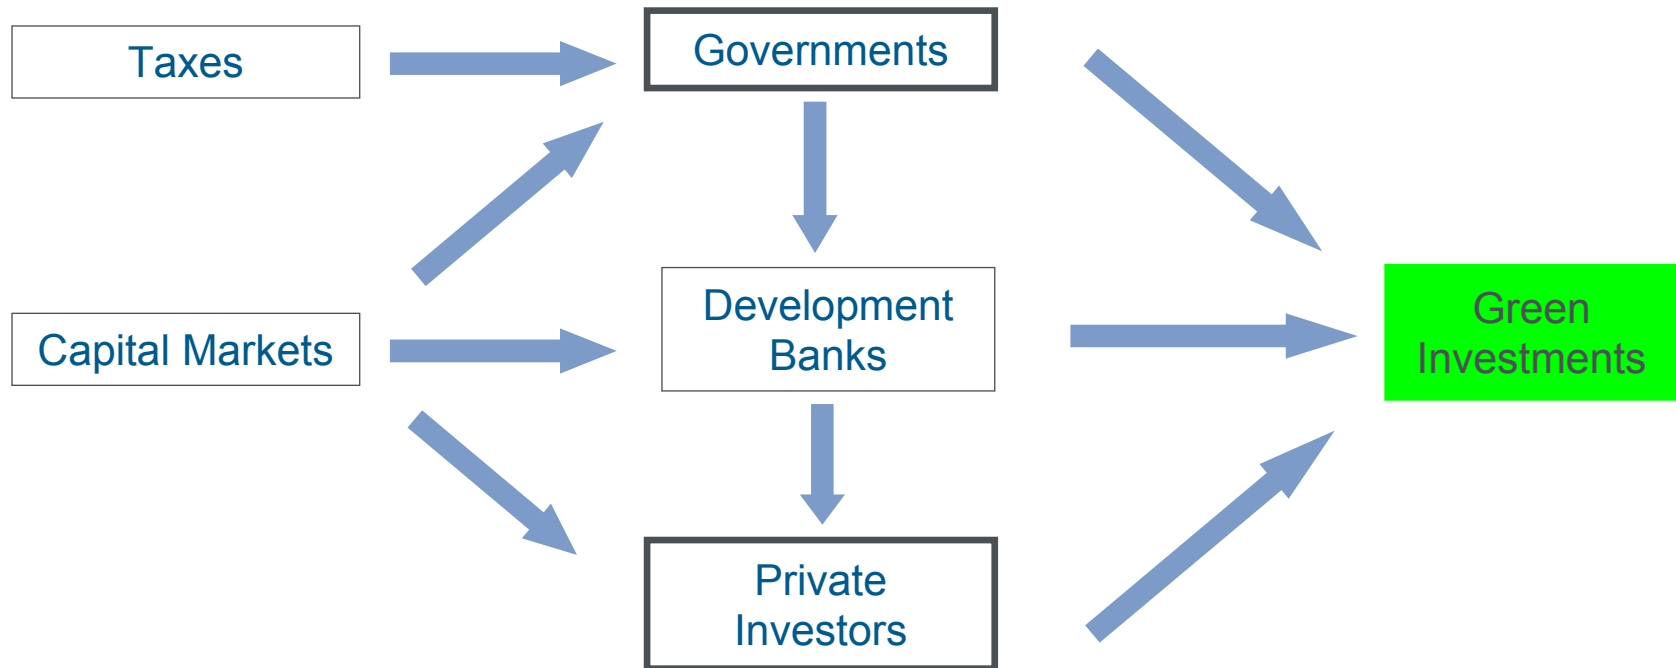 Taxes
Governments
Capital Markets
Development
Banks
Green
Investments
Private
Investors